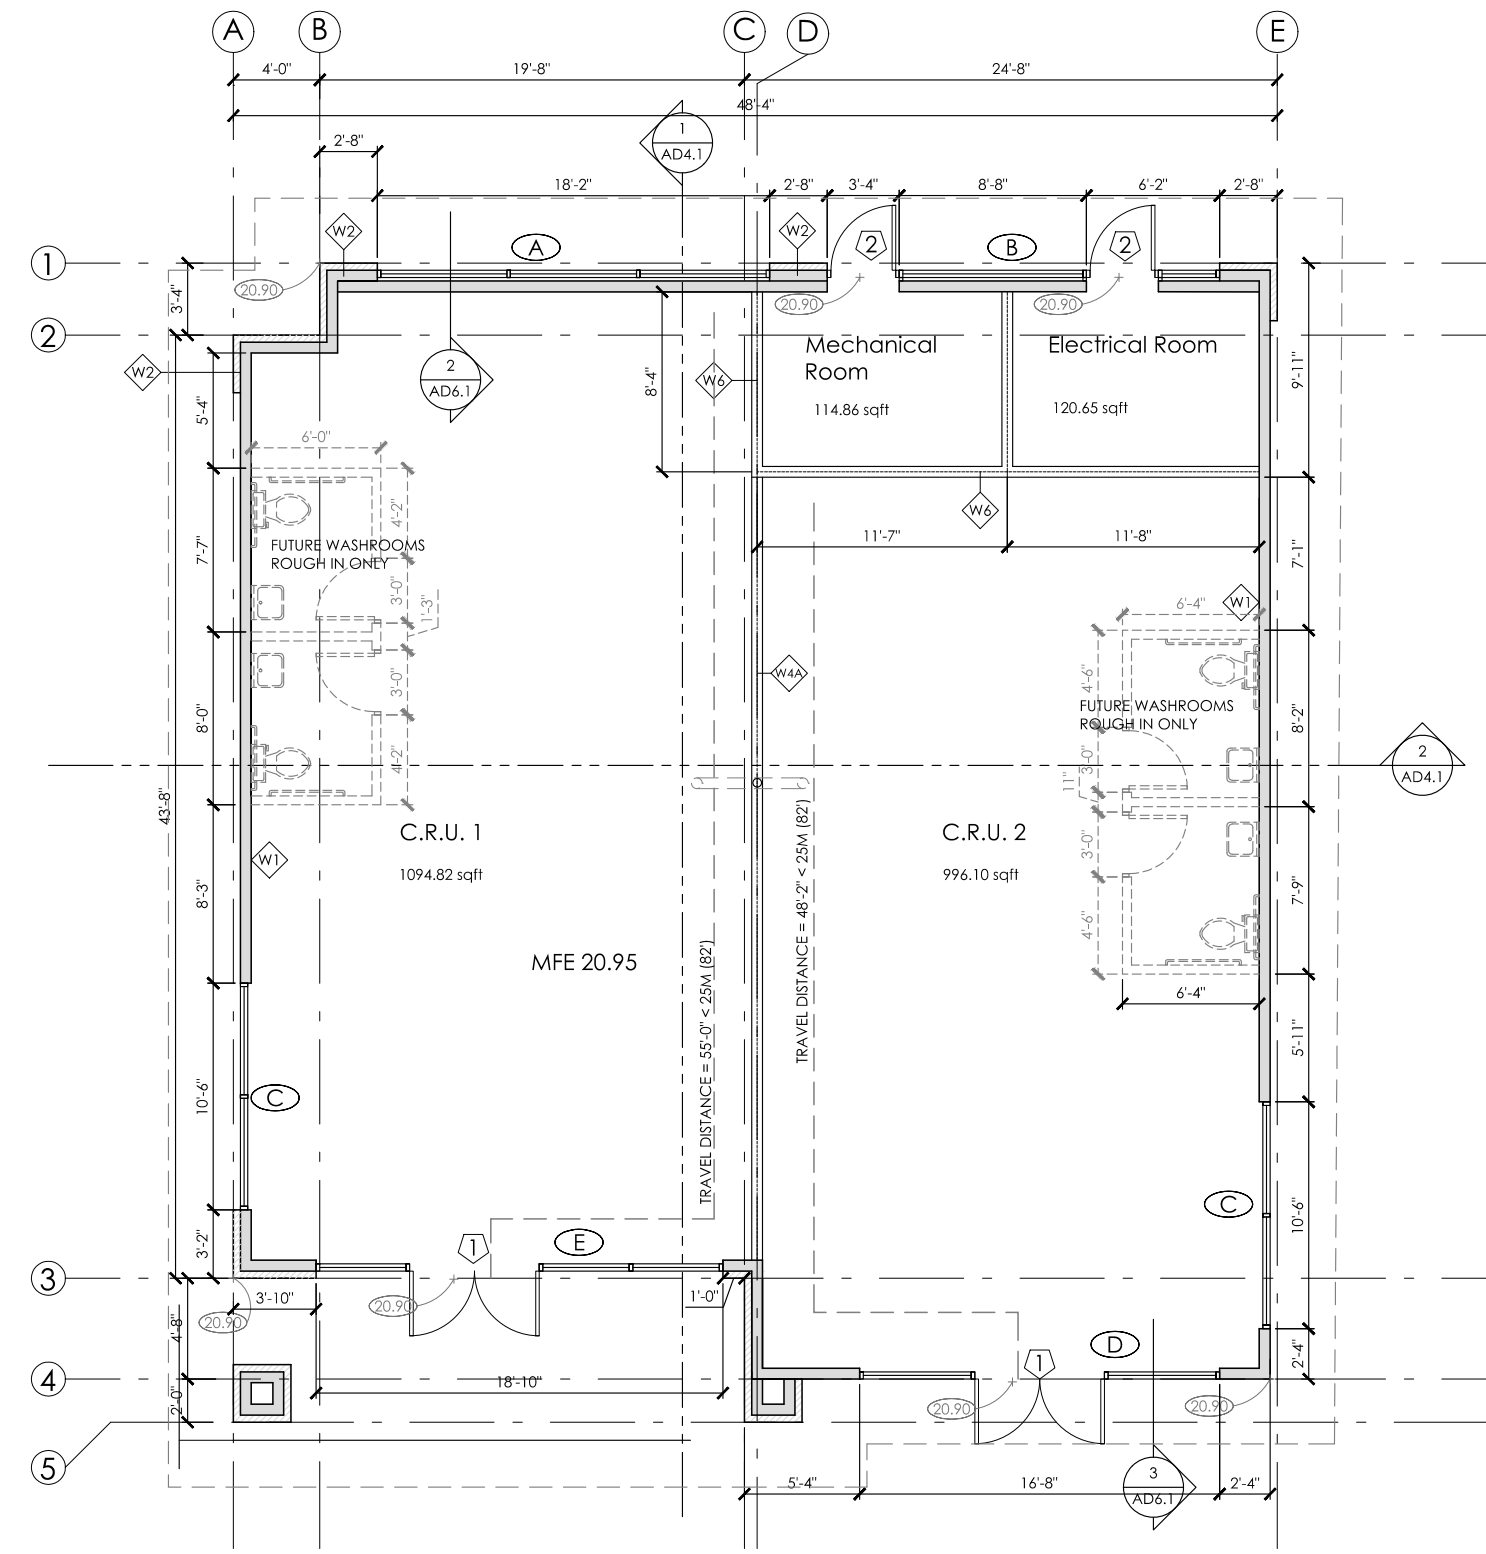 A B C D E
4'-0" 19'-8" 24'-8"
48'-4"
2'-8"
1
AD4.1
18'-2" 2'-8" 3'-4" 8'-8" 6'-2" 2'-8"
W2 A W2 2 B 2
1
20.90 20.90 20.90
3'-4"
2
Mechanical
Room
114.86 sqft
Electrical Room
120.65 sqft
W2
2
AD6.1
W6
8'-4"
9'-11"
5'-4"
6'-0"
4'-2"
W6
FUTURE WASHROOMS
ROUGH IN ONLY
7'-7"
11'-7" 11'-8"
7'-1"
3'-0"
1'-3"
W1
6'-4"
3'-0"
W4A
4'-6"
FUTURE WASHROOMS
ROUGH IN ONLY
8'-0"
8'-2"
4'-2"
3'-0"
11"
2
AD4.1
43'-8"
C.R.U. 1
1094.82 sqft
C.R.U. 2
996.10 sqft
W1
3'-0"
8'-3"
7'-9"
4'-6"
MFE 20.95
TRAVEL DISTANCE = 55'-0" < 25M (82')
TRAVEL DISTANCE = 48'-2" < 25M (82')
6'-4"
5'-11"
10'-6"
C
C
10'-6"
3'-2"
1 E
3
3'-10" 20.90 1'-0"
20.90
4'-8"
D
1
2'-4"
4
18'-10"
20.90 20.90
2'-0"
5
5'-4" 16'-8" 2'-4"
3
AD6.1